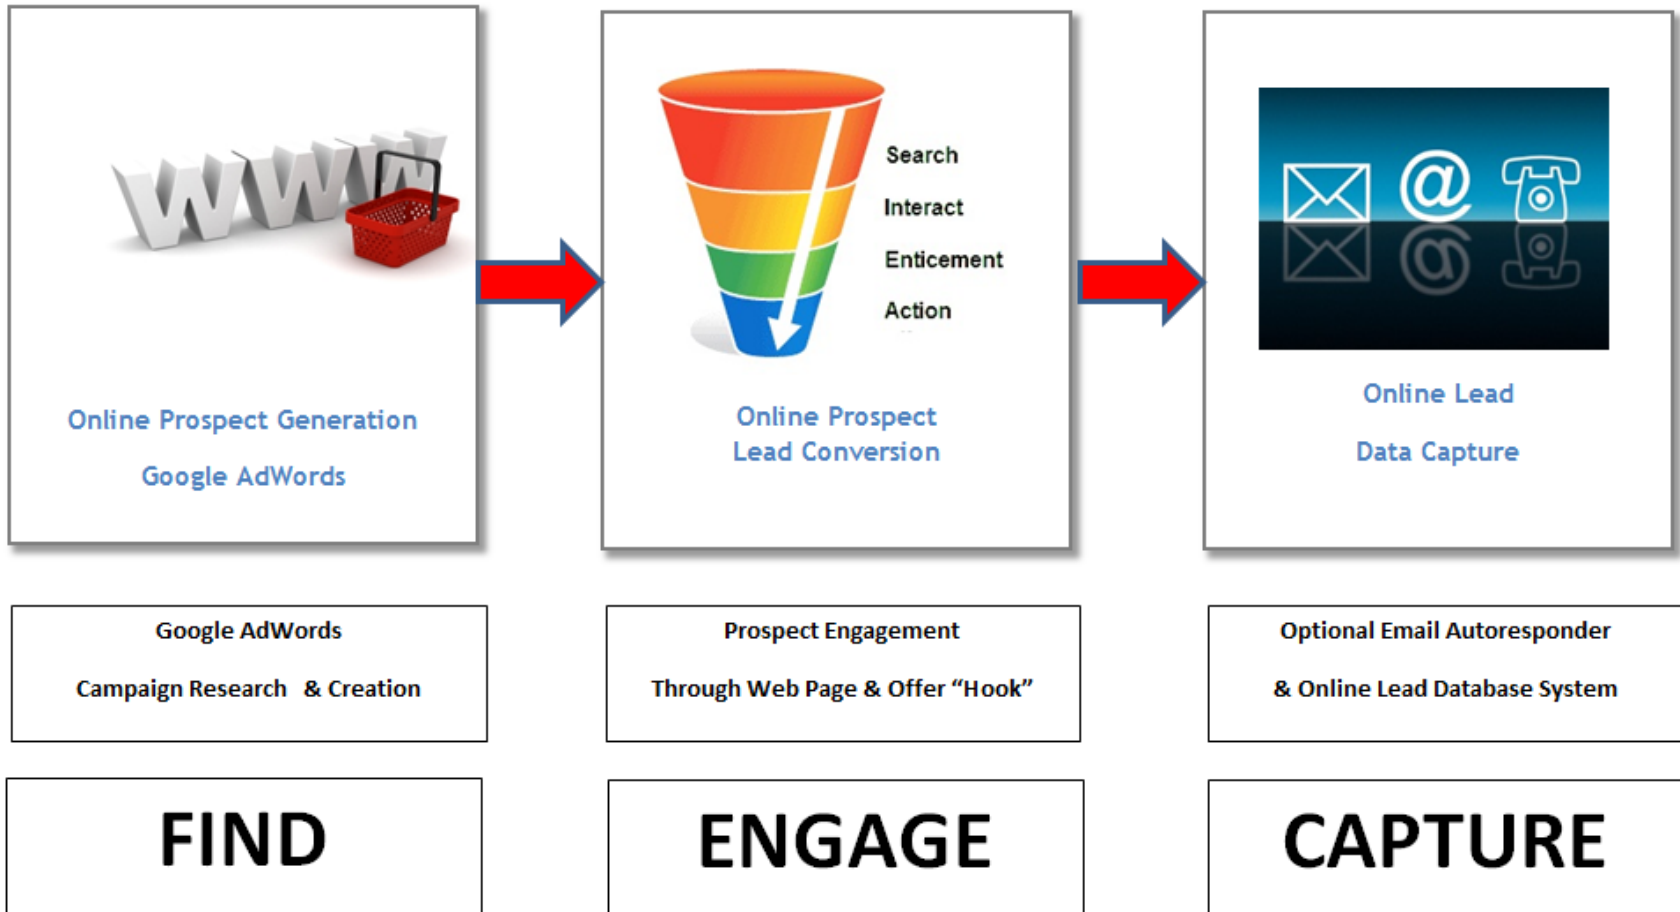 WWW
Online Prospect Generation
Google AdWords
Search
Interact
Enticement
Action
Online Prospect
Lead Conversion
@
Online Lead
Data Capture
Google AdWords
Campaign Research & Creation
Prospect Engagement
Through Web Page & Offer “Hook”
Optional Email Autoresponder
& Online Lead Database System
FIND
ENGAGE
CAPTURE